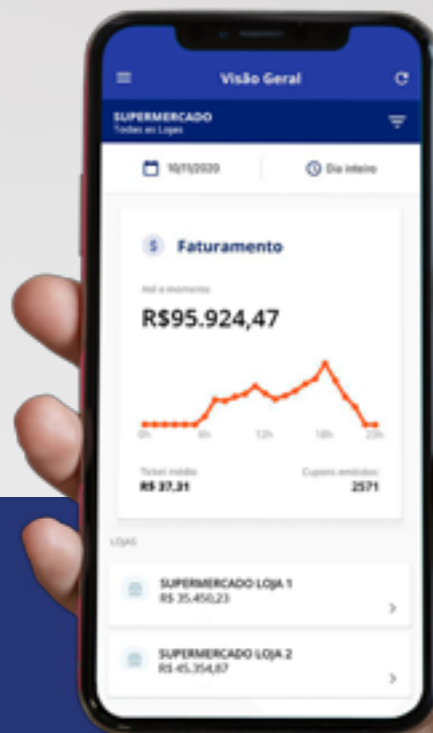 Visão Geral
SUPERMERCADO
Todas as Lojas
10/11/2020
Dia inteiro
$ Faturamento
Até o momento
R$95.924,47
0h 6h 12h 18h 23h
Ticket médio
R$ 37,31
Cupons emitidos:
2571
LOJAS
SUPERMERCADO LOJA 1
R$ 35.450,23
SUPERMERCADO LOJA 2
R$ 45.354,87